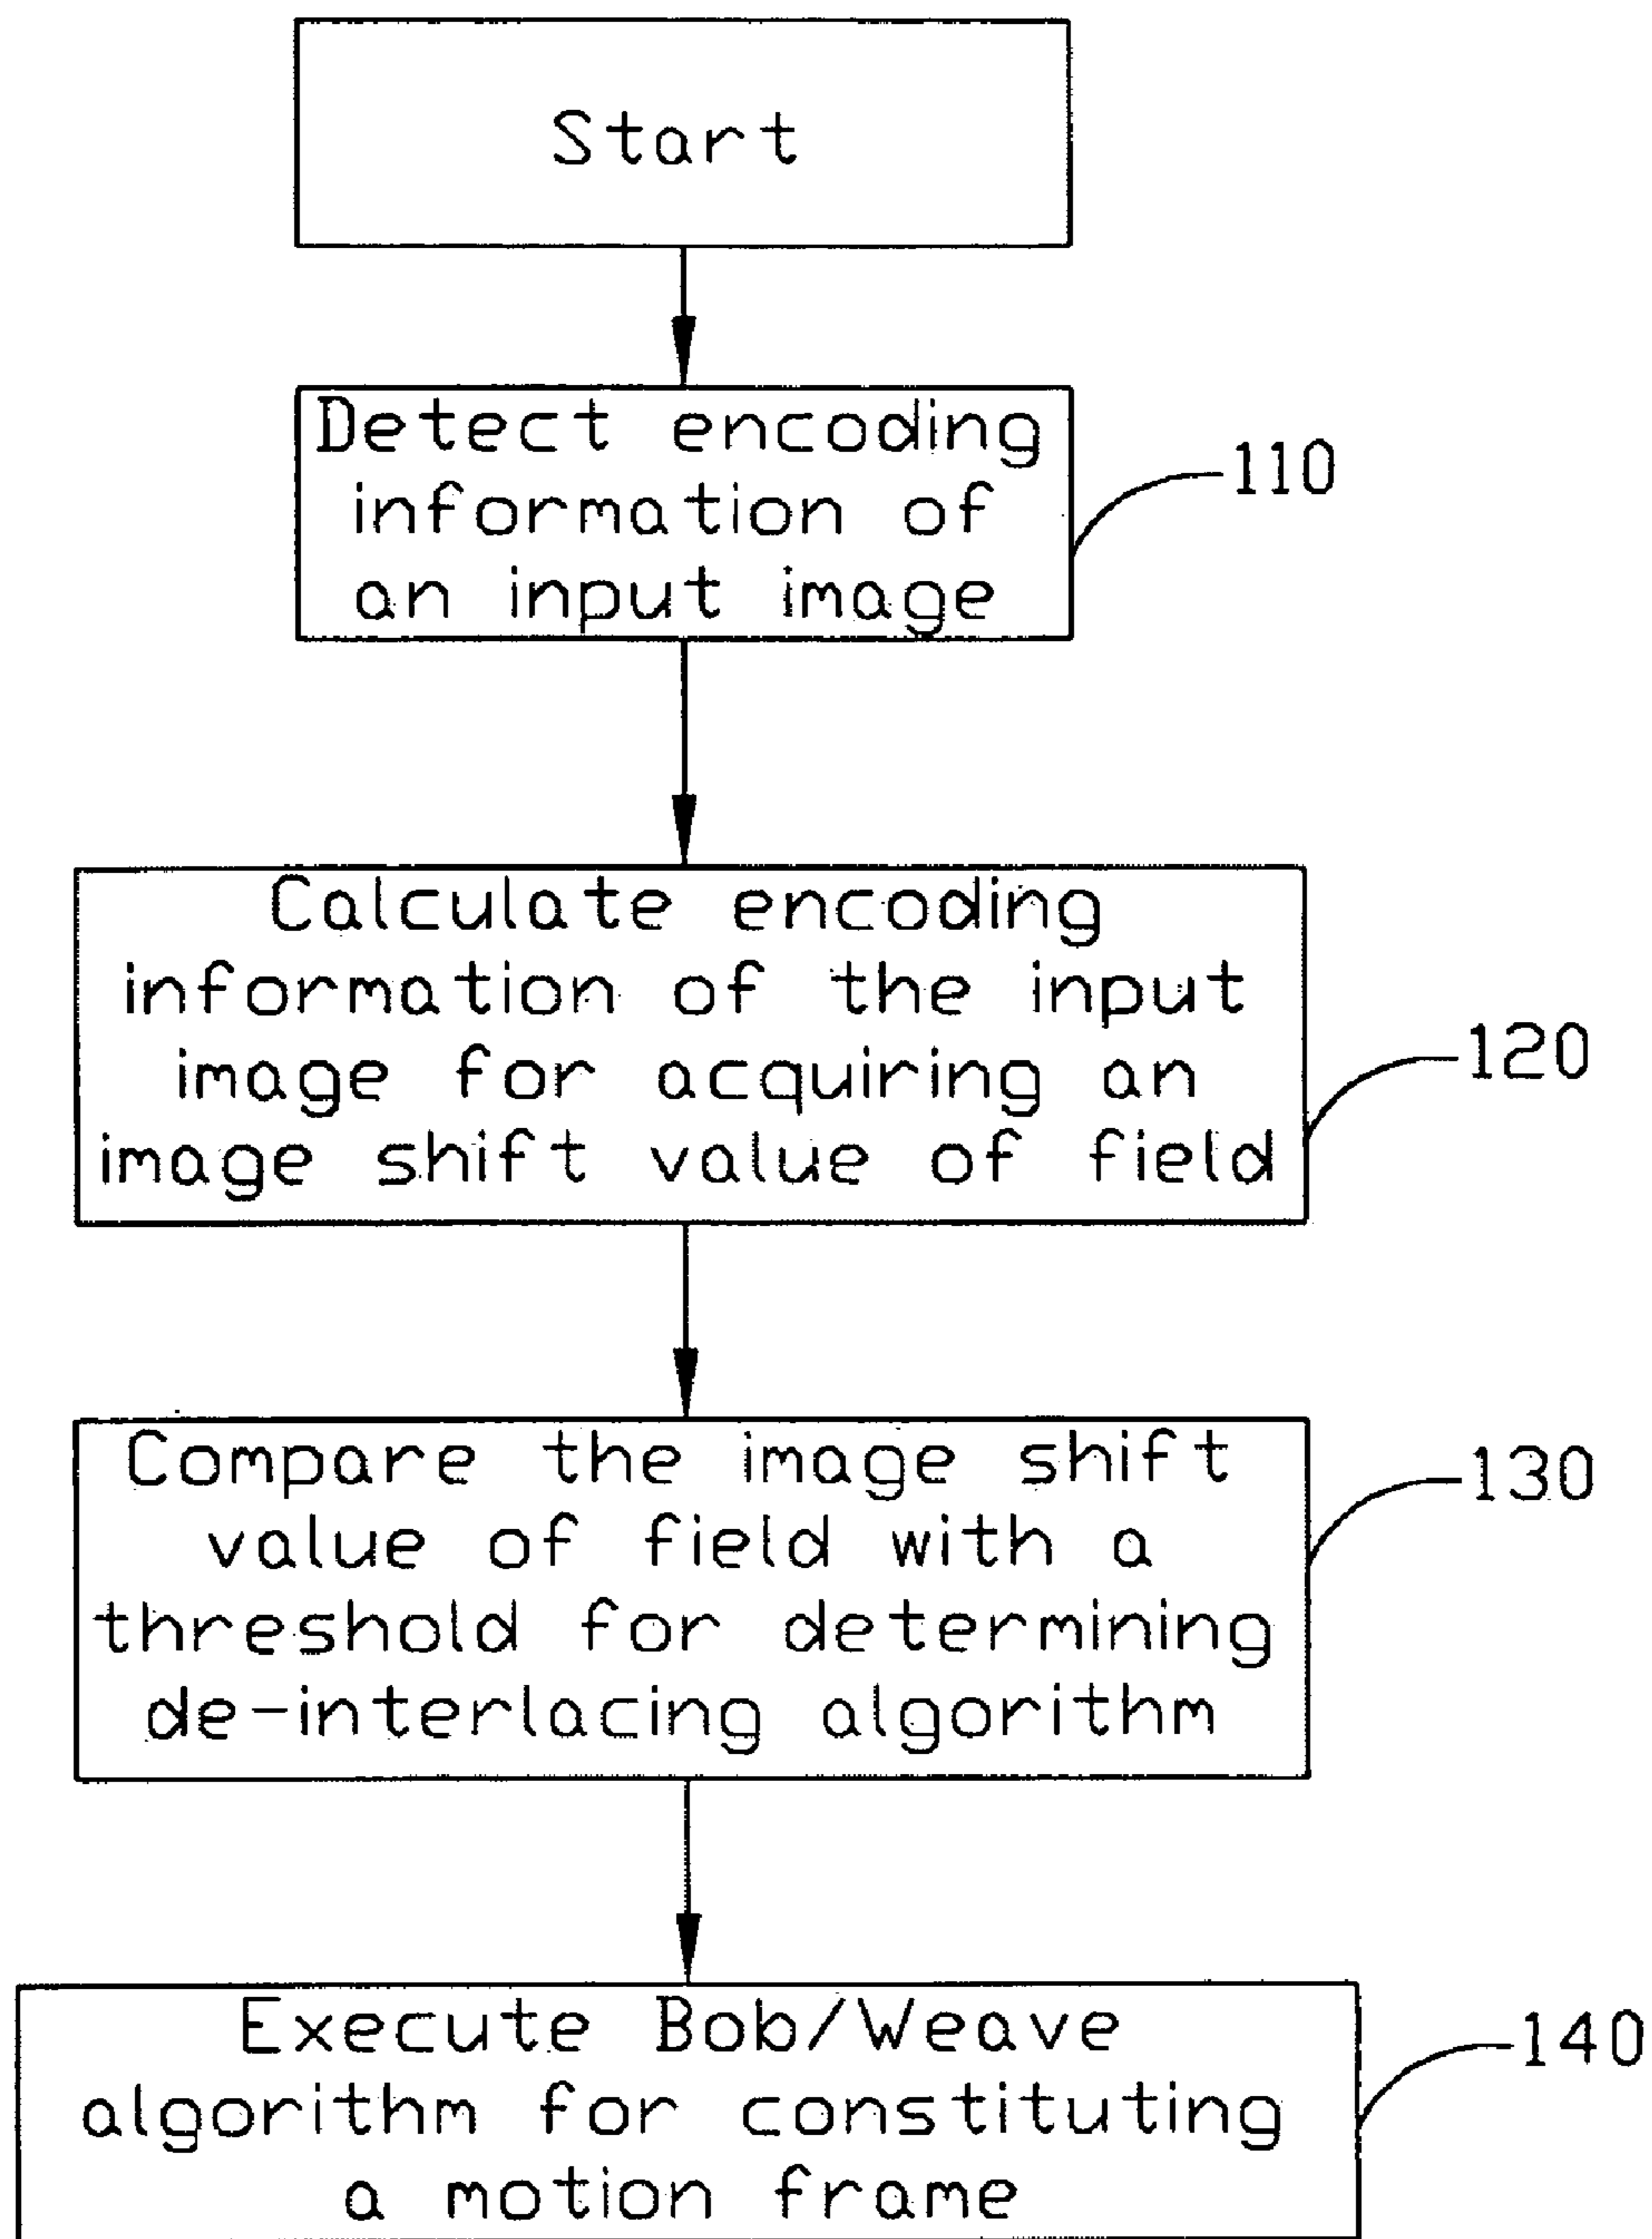 Start
Detect encoding
information of
an input image
110
Calculate encoding
information of the input
image for acquiring an
image shift value of field
120
Compare the image shift
value of field with a
threshold for determining
de-interlacing algorithm
130
Execute Bob/Weave
algorithm for constituting
a motion frame
140